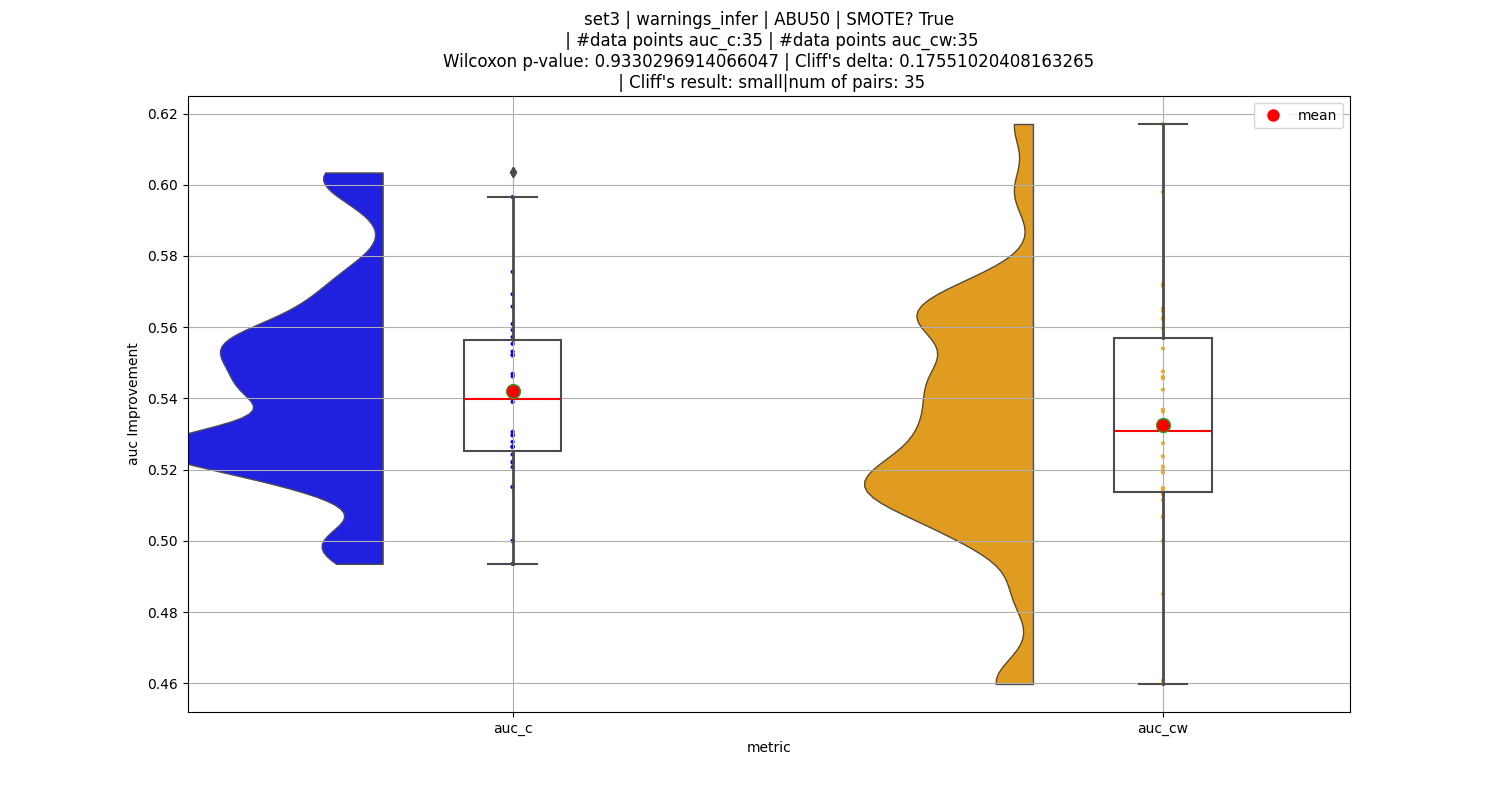 set3 | warnings_infer | ABU50 | SMOTE? True
| #data points auc_c:35 | #data points auc_cw:35
Wilcoxon p-value: 0.9330296914066047 | Cliff's delta: 0.17551020408163265
| Cliff's result: small|num of pairs: 35
mean
0.62
0.60
0.58
0.56
0.54
0.52
0.50
0.48
0.46
auc Improvement
auc_c
auc_cw
metric